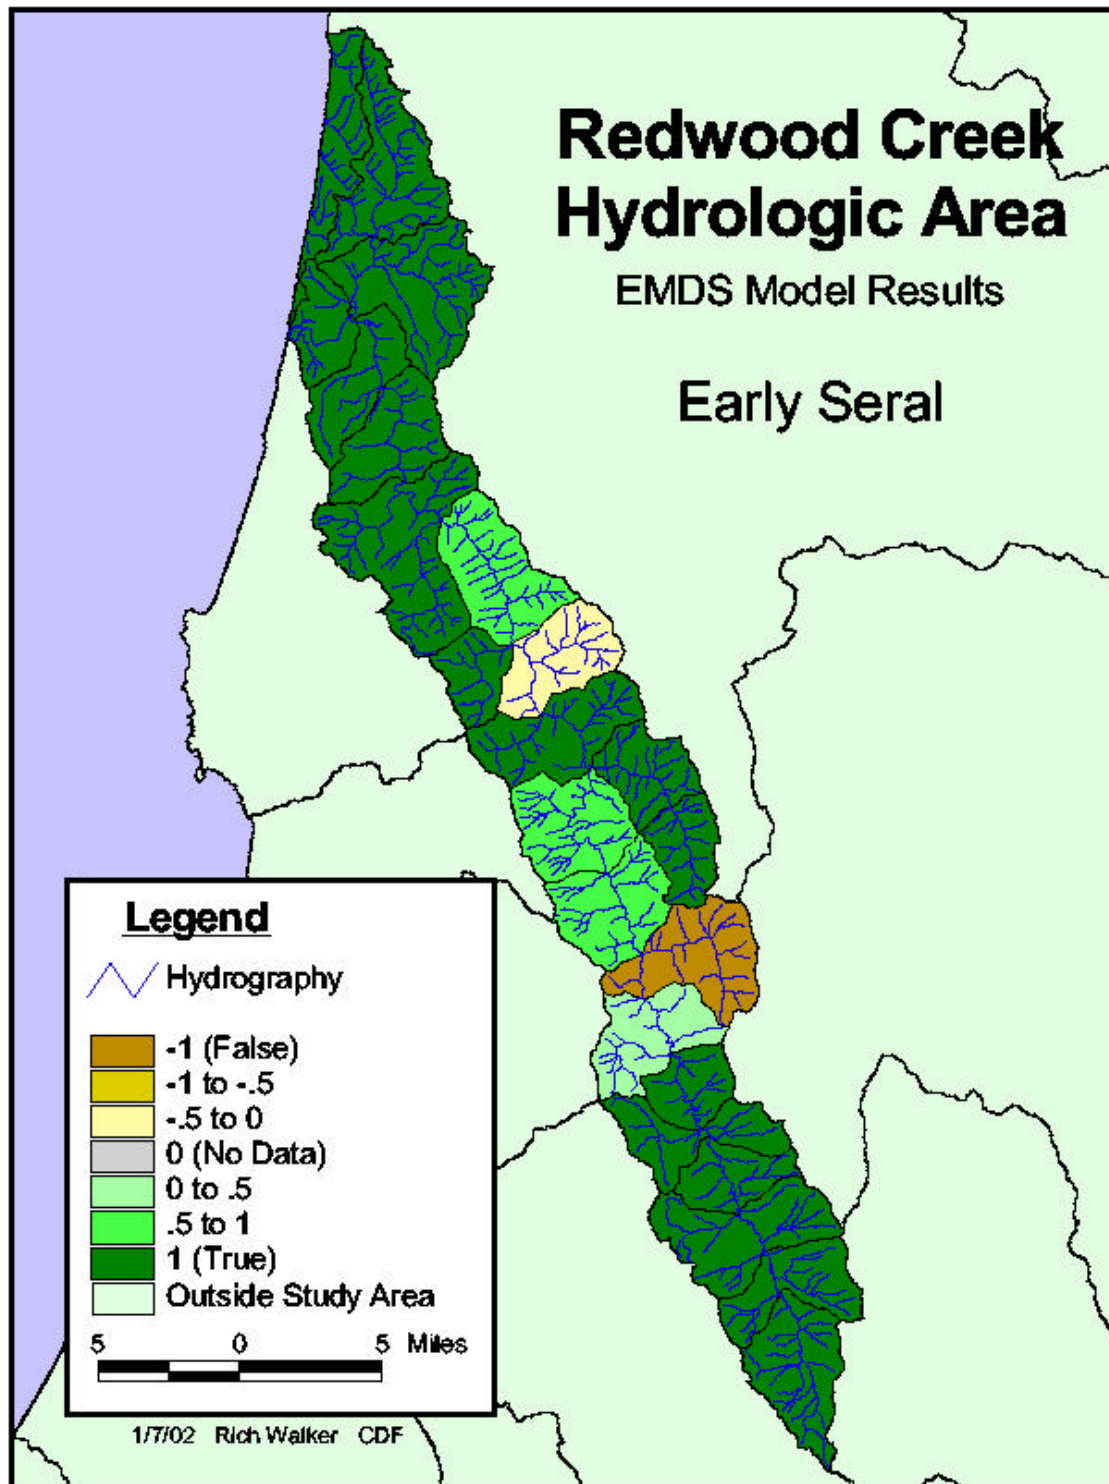 Redwood Creek
Hydrologic Area
EMDS Model Results
Early Seral
Legend
Hydrography
-1 (False)
-1 to -.5
-.5 to 0
0 (No Data)
0 to .5
.5 to 1
1 (True)
Outside Study Area
5 0 5 Miles
1/7/02 Rich Walker CDF